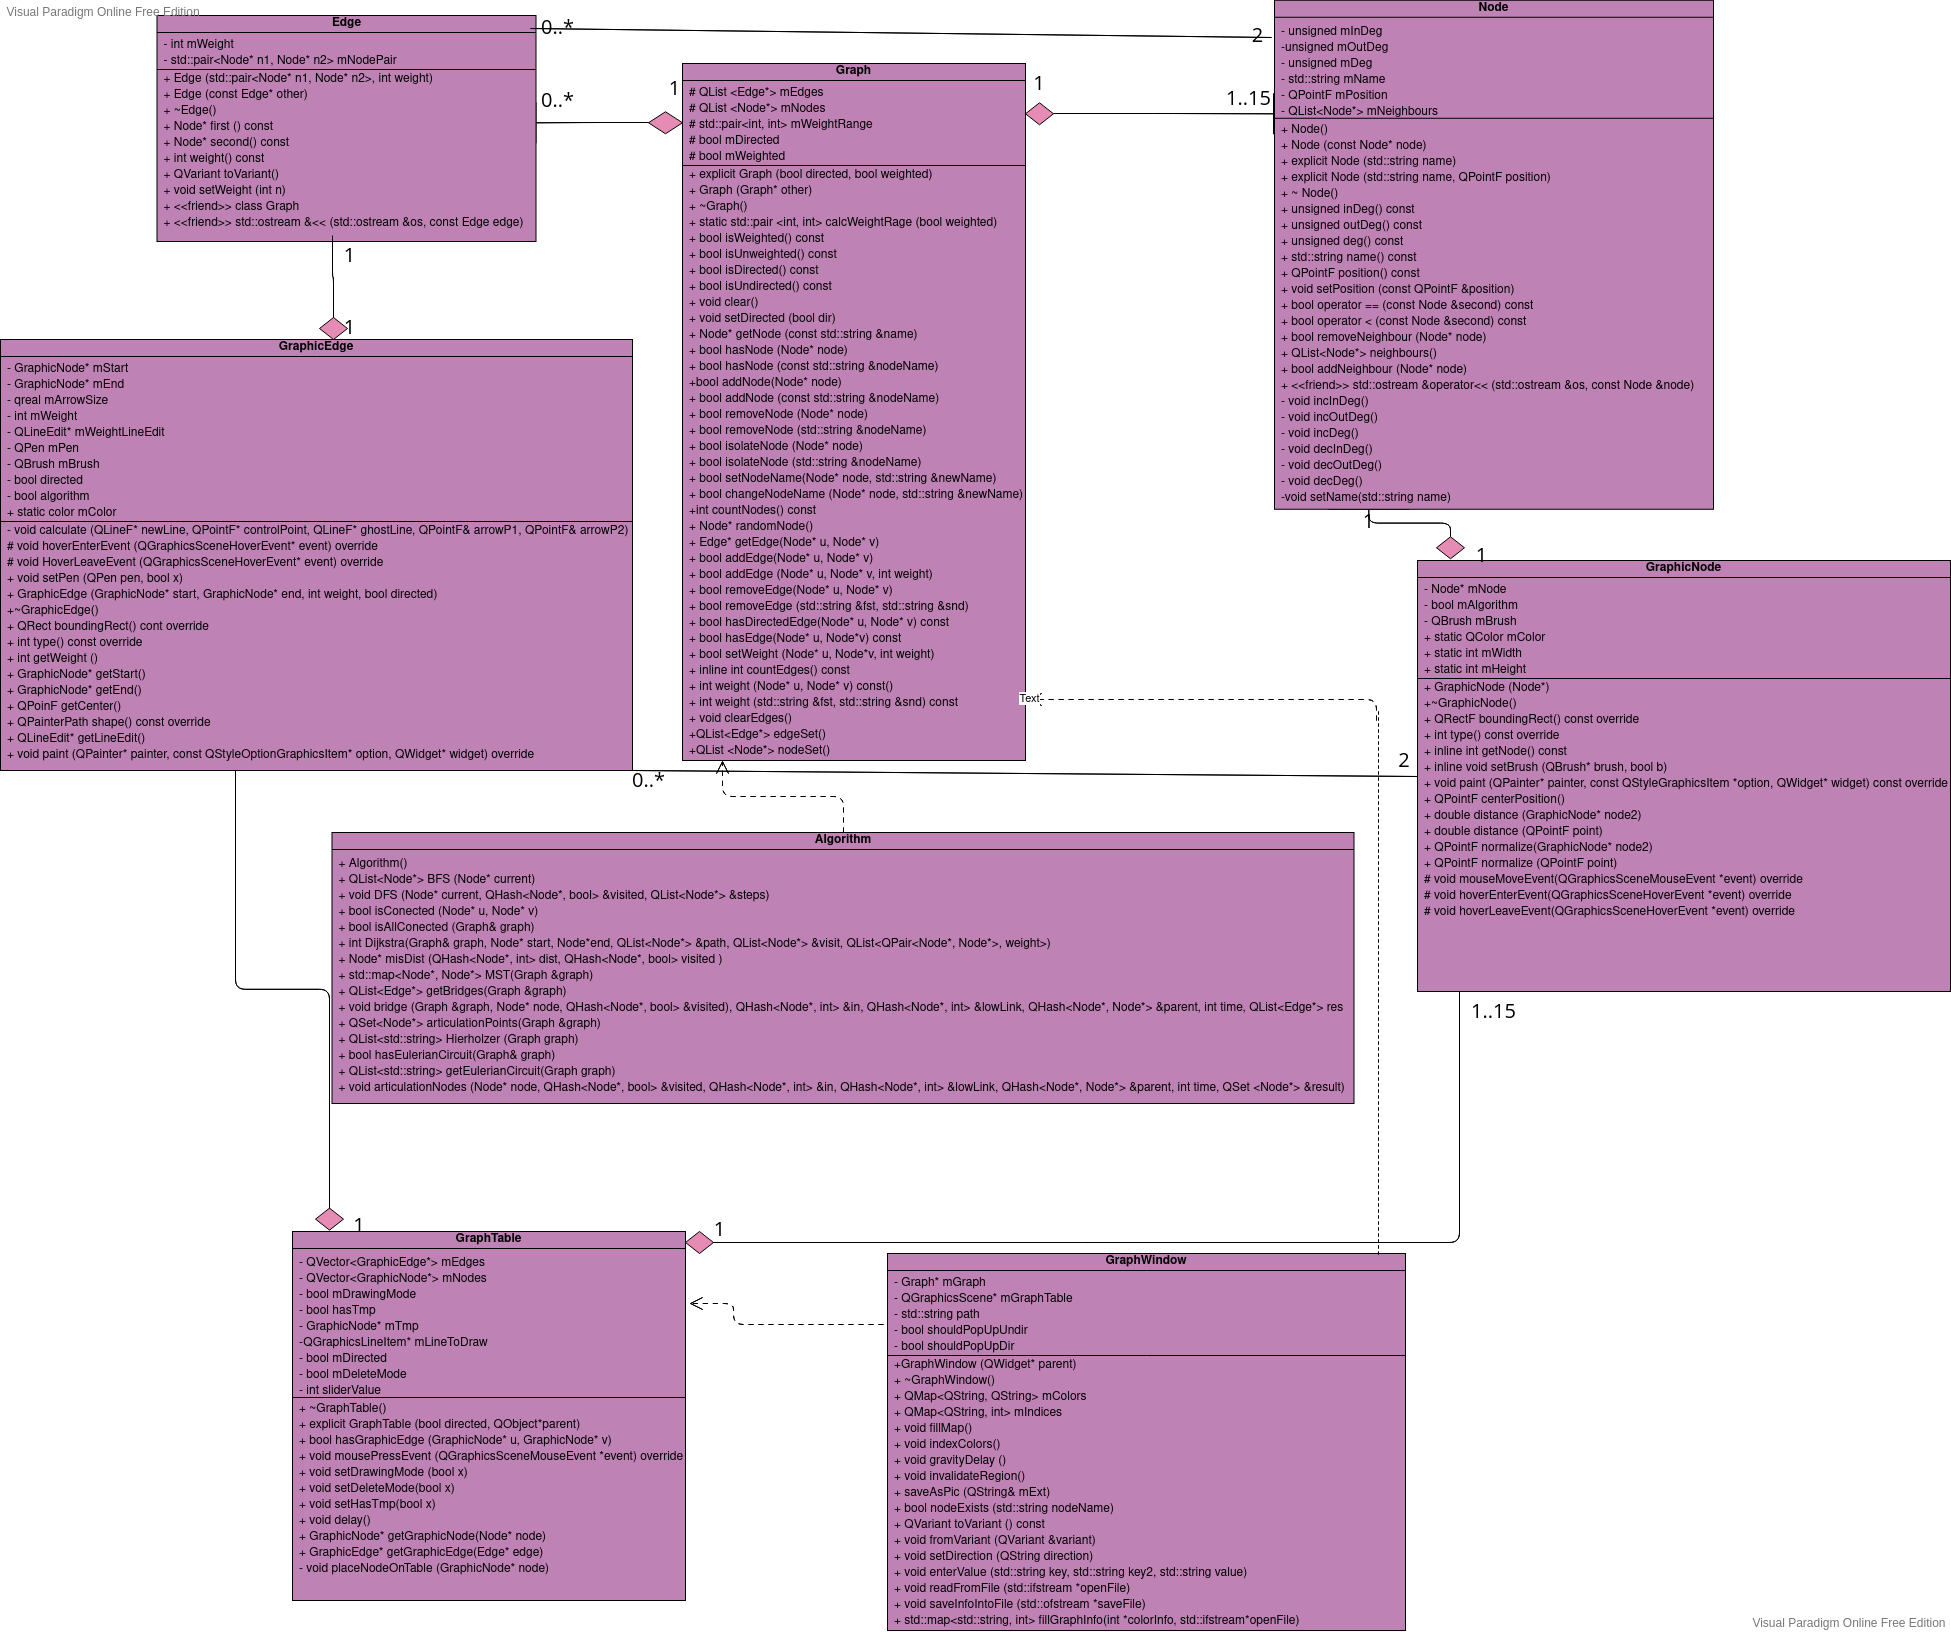 Visual Paradigm Online Free Edition
Edge
- int mWeight
- std::pair<Node* n1, Node* n2> mNodePair
+ Edge (std::pair<Node* n1, Node* n2>, int weight)
+ Edge (const Edge* other)
+ ~Edge()
+ Node* first () const
+ Node* second() const
+ int weight() const
+ QVariant toVariant()
+ void setWeight (int n)
+ <<friend>> class Graph
+ <<friend>> std::ostream &<< (std::ostream &os, const Edge edge)
0..*
2
0..*
1
1
1..15
1
1
Graph
# QList <Edge*> mEdges
# QList <Node*> mNodes
# std::pair<int, int> mWeightRange
# bool mDirected
# bool mWeighted
+ explicit Graph (bool directed, bool weighted)
+ Graph (Graph* other)
+ ~Graph()
+ static std::pair <int, int> calcWeightRage (bool weighted)
+ bool isWeighted() const
+ bool isUnweighted() const
+ bool isDirected() const
+ bool isUndirected() const
+ void clear()
+ void setDirected (bool dir)
+ Node* getNode (const std::string &name)
+ bool hasNode (Node* node)
+ bool hasNode (const std::string &nodeName)
+bool addNode(Node* node)
+ bool addNode (const std::string &nodeName)
+ bool removeNode (Node* node)
+ bool removeNode (std::string &nodeName)
+ bool isolateNode (Node* node)
+ bool isolateNode (std::string &nodeName)
+ bool setNodeName(Node* node, std::string &newName)
+ bool changeNodeName (Node* node, std::string &newName)
+int countNodes() const
+ Node* randomNode()
+ Edge* getEdge(Node* u, Node* v)
+ bool addEdge(Node* u, Node* v)
+ bool addEdge (Node* u, Node* v, int weight)
+ bool removeEdge(Node* u, Node* v)
+ bool removeEdge (std::string &fst, std::string &snd)
+ bool hasDirectedEdge(Node* u, Node* v) const
+ bool hasEdge(Node* u, Node*v) const
+ bool setWeight (Node* u, Node*v, int weight)
+ inline int countEdges() const
+ int weight (Node* u, Node* v) const()
+ int weight (std::string &fst, std::string &snd) const
+ void clearEdges()
+QList<Edge*> edgeSet()
+QList <Node*> nodeSet()
Text
Node
- unsigned mInDeg
-unsigned mOutDeg
- unsigned mDeg
- std::string mName
- QPointF mPosition
- QList<Node*> mNeighbours
+ Node()
+ Node (const Node* node)
+ explicit Node (std::string name)
+ explicit Node (std::string name, QPointF position)
+ ~ Node()
+ unsigned inDeg() const
+ unsigned outDeg() const
+ unsigned deg() const
+ std::string name() const
+ QPointF position() const
+ void setPosition (const QPointF &position)
+ bool operator == (const Node &second) const
+ bool operator < (const Node &second) const
+ bool removeNeighbour (Node* node)
+ QList<Node*> neighbours()
+ bool addNeighbour (Node* node)
+ <<friend>> std::ostream &operator<< (std::ostream &os, const Node &node)
- void incInDeg()
- void incOutDeg()
- void incDeg()
- void decInDeg()
- void decOutDeg()
- void decDeg()
-void setName(std::string name)
1
1
GraphicEdge
- GraphicNode* mStart
- GraphicNode* mEnd
- qreal mArrowSize
- int mWeight
- QLineEdit* mWeightLineEdit
- QPen mPen
- QBrush mBrush
- bool directed
- bool algorithm
+ static color mColor
- void calculate (QLineF* newLine, QPointF* controlPoint, QLineF* ghostLine, QPointF& arrowP1, QPointF& arrowP2)
# void hoverEnterEvent (QGraphicsSceneHoverEvent* event) override
# void HoverLeaveEvent (QGraphicsSceneHoverEvent* event) override
+ void setPen (QPen pen, bool x)
+ GraphicEdge (GraphicNode* start, GraphicNode* end, int weight, bool directed)
+~GraphicEdge()
+ QRect boundingRect() cont override
+ int type() const override
+ int getWeight ()
+ GraphicNode* getStart()
+ GraphicNode* getEnd()
+ QPoinF getCenter()
+ QPainterPath shape() const override
+ QLineEdit* getLineEdit()
+ void paint (QPainter* painter, const QStyleOptionGraphicsItem* option, QWidget* widget) override
0..*
2
GraphicNode
- Node* mNode
- bool mAlgorithm
- QBrush mBrush
+ static QColor mColor
+ static int mWidth
+ static int mHeight
+ GraphicNode (Node*)
+~GraphicNode()
+ QRectF boundingRect() const override
+ int type() const override
+ inline int getNode() const
+ inline void setBrush (QBrush* brush, bool b)
+ void paint (QPainter* painter, const QStyleGraphicsItem *option, QWidget* widget) const override
+ QPointF centerPosition()
+ double distance (GraphicNode* node2)
+ double distance (QPointF point)
+ QPointF normalize(GraphicNode* node2)
+ QPointF normalize (QPointF point)
# void mouseMoveEvent(QGraphicsSceneMouseEvent *event) override
# void hoverEnterEvent(QGraphicsSceneHoverEvent *event) override
# void hoverLeaveEvent(QGraphicsSceneHoverEvent *event) override
1..15
Algorithm
+ Algorithm()
+ QList<Node*> BFS (Node* current)
+ void DFS (Node* current, QHash<Node*, bool> &visited, QList<Node*> &steps)
+ bool isConected (Node* u, Node* v)
+ bool isAllConected (Graph& graph)
+ int Dijkstra(Graph& graph, Node* start, Node*end, QList<Node*> &path, QList<Node*> &visit, QList<QPair<Node*, Node*>, weight>)
+ Node* misDist (QHash<Node*, int> dist, QHash<Node*, bool> visited )
+ std::map<Node*, Node*> MST(Graph &graph)
+ QList<Edge*> getBridges(Graph &graph)
+ void bridge (Graph &graph, Node* node, QHash<Node*, bool> &visited), QHash<Node*, int> &in, QHash<Node*, int> &lowLink, QHash<Node*, Node*> &parent, int time, QList<Edge*> res
+ QSet<Node*> articulationPoints(Graph &graph)
+ QList<std::string> Hierholzer (Graph graph)
+ bool hasEulerianCircuit(Graph& graph)
+ QList<std::string> getEulerianCircuit(Graph graph)
+ void articulationNodes (Node* node, QHash<Node*, bool> &visited, QHash<Node*, int> &in, QHash<Node*, int> &lowLink, QHash<Node*, Node*> &parent, int time, QSet <Node*> &result)
1
1
GraphTable
- QVector<GraphicEdge*> mEdges
- QVector<GraphicNode*> mNodes
- bool mDrawingMode
- bool hasTmp
- GraphicNode* mTmp
-QGraphicsLineItem* mLineToDraw
- bool mDirected
- bool mDeleteMode
- int sliderValue
+ ~GraphTable()
+ explicit GraphTable (bool directed, QObject*parent)
+ bool hasGraphicEdge (GraphicNode* u, GraphicNode* v)
+ void mousePressEvent (QGraphicsSceneMouseEvent *event) override
+ void setDrawingMode (bool x)
+ void setDeleteMode(bool x)
+ void setHasTmp(bool x)
+ void delay()
+ GraphicNode* getGraphicNode(Node* node)
+ GraphicEdge* getGraphicEdge(Edge* edge)
- void placeNodeOnTable (GraphicNode* node)
GraphWindow
- Graph* mGraph
- QGraphicsScene* mGraphTable
- std::string path
- bool shouldPopUpUndir
- bool shouldPopUpDir
+GraphWindow (QWidget* parent)
+ ~GraphWindow()
+ QMap<QString, QString> mColors
+ QMap<QString, int> mIndices
+ void fillMap()
+ void indexColors()
+ void gravityDelay ()
+ void invalidateRegion()
+ saveAsPic (QString& mExt)
+ bool nodeExists (std::string nodeName)
+ QVariant toVariant () const
+ void fromVariant (QVariant &variant)
+ void setDirection (QString direction)
+ void enterValue (std::string key, std::string key2, std::string value)
+ void readFromFile (std::ifstream *openFile)
+ void saveInfoIntoFile (std::ofstream *saveFile)
+ std::map<std::string, int> fillGraphInfo(int *colorInfo, std::ifstream*openFile)
Visual Paradigm Online Free Edition